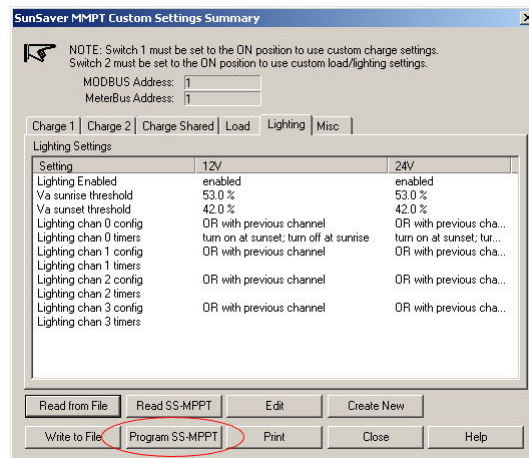 SunSaver MMPT Custom Settings Summary
NOTE: Switch 1 must be set to the ON position to use custom charge settings.
Switch 2 must be set to the ON position to use custom load/lighting settings.
MODBUS Address: 1
MeterBus Address: 1
Charge 1 Charge 2 Charge Shared Load Lighting Misc
Lighting Settings
Setting 12V 24V
Lighting Enabled enabled enabled
Va sunrise threshold 53.0 % 53.0 %
Va sunset threshold 42.0 % 42.0 %
Lighting chan 0 config OR with previous channel OR with previous cha...
Lighting chan 0 timers turn on at sunset; turn off at sunrise turn on at sunset; tur...
Lighting chan 1 config OR with previous channel OR with previous cha...
Lighting chan 1 timers
Lighting chan 2 config OR with previous channel OR with previous cha...
Lighting chan 2 timers
Lighting chan 3 config OR with previous channel OR with previous cha...
Lighting chan 3 timers
Read from File Read SS-MPPT Edit Create New
Write to File Program SS-MPPT Print Close Help